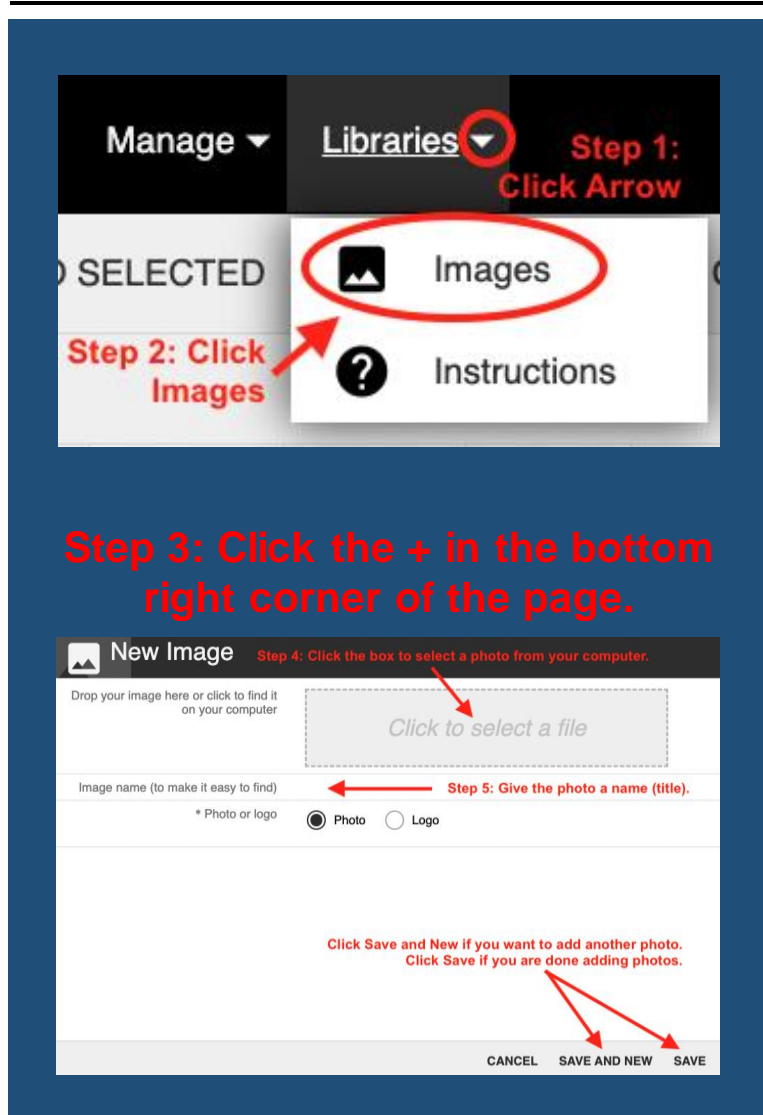 Manage Libraries
Step 1:
Click Arrow
SELECTED
Images
Step 2: Click
Images
Instructions
Step 3: Click the + in the bottom
right corner of the page.
New Image
Step 4: Click the box to select a photo from your computer.
Drop your image here or click to find it
on your computer
Click to select a file
Image name (to make it easy to find)
Step 5: Give the photo a name (title).
* Photo or logo
Photo Logo
Click Save and New if you want to add another photo.
Click Save if you are done adding photos.
CANCEL SAVE AND NEW SAVE